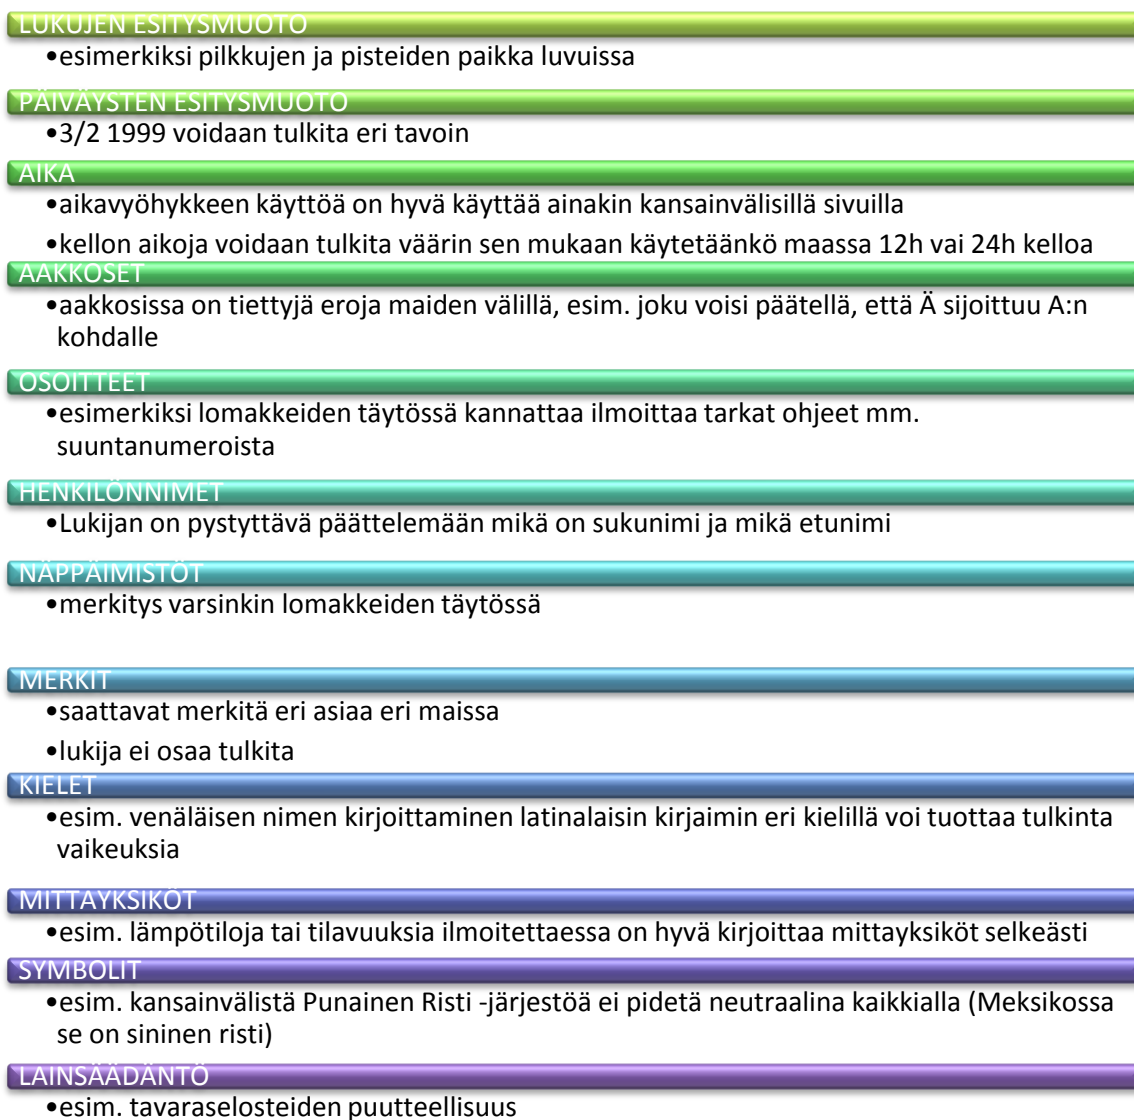 LUKUJEN ESITYSMUOTO
•esimerkiksi pilkkujen ja pisteiden paikka luvuissa
PÄIVÄYSTEN ESITYSMUOTO
•3/2 1999 voidaan tulkita eri tavoin
AIKA
•aikavyöhykkeen käyttöä on hyvä käyttää ainakin kansainvälisillä sivuilla
•kellon aikoja voidaan tulkita väärin sen mukaan käytetäänkö maassa 12h vai 24h kelloa
AAKKOSET
•aakkosissa on tiettyjä eroja maiden välillä, esim. joku voisi päätellä, että Ä sijoittuu A:n
kohdalle
OSOITTEET
•esimerkiksi lomakkeiden täytössä kannattaa ilmoittaa tarkat ohjeet mm.
suuntanumeroista
HENKILÖNNIMET
•Lukijan on pystyttävä päättelemään mikä on sukunimi ja mikä etunimi
NÄPPÄIMISTÖT
•merkitys varsinkin lomakkeiden täytössä
MERKIT
•saattavat merkitä eri asiaa eri maissa
•lukija ei osaa tulkita
KIELET
•esim. venäläisen nimen kirjoittaminen latinalaisin kirjaimin eri kielillä voi tuottaa tulkinta
vaikeuksia
MITTAYKSIKÖT
•esim. lämpötiloja tai tilavuuksia ilmoitettaessa on hyvä kirjoittaa mittayksiköt selkeästi
SYMBOLIT
•esim. kansainvälistä Punainen Risti -järjestöä ei pidetä neutraalina kaikkialla (Meksikossa
se on sininen risti)
LAINSÄÄDÄNTÖ
•esim. tavaraselosteiden puutteellisuus